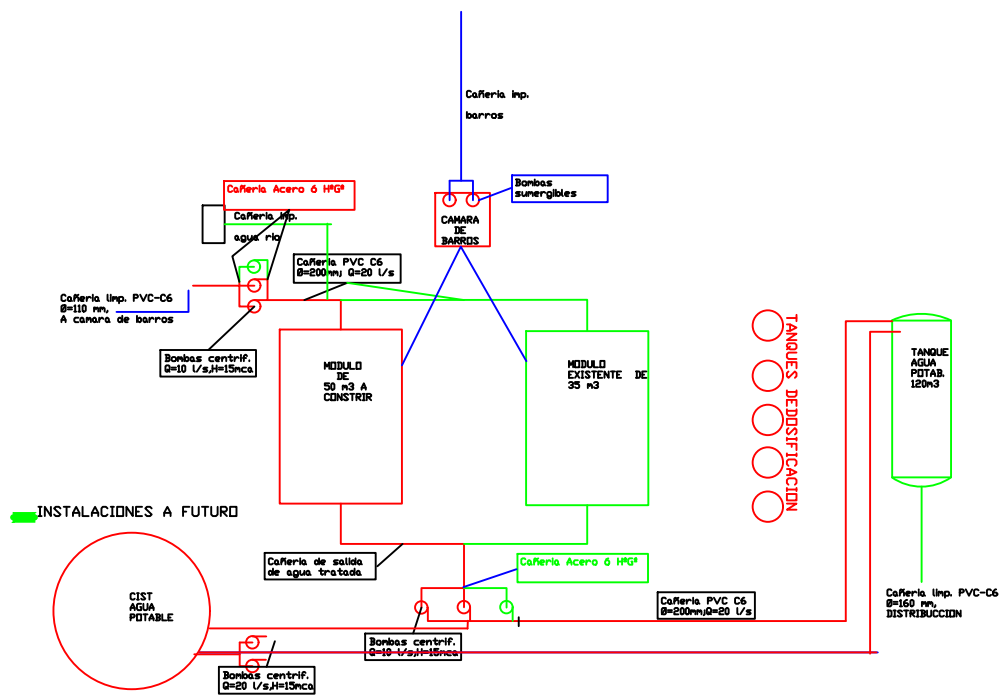 Cañeria imp.
barros
Bombas
sumergibles
Cañeria Acero ó HºGº
Cañeria imp.
agua rio
CAMARA
DE
BARROS
Cañeria PVC C6
Ø=200mm; Q=20 l/s
Cañeria limp. PVC-C6
Ø=110 mm,
A camara de barros
Bombas centrif.
Q=10 l/s,H=15mca
MODULO
DE
50 m3 A
CONSTRIR
MODULO
EXISTENTE DE
35 m3
TANQUES DEDOSIFICACION
TANQUE
AGUA
POTAB.
120m3
INSTALACIONES A FUTURO
Cañeria de salida
de agua tratada
Cañeria Acero ó HºGº
CIST
AGUA
POTABLE
Cañeria PVC C6
Ø=200mm;Q=20 l/s
Cañeria limp. PVC-C6
Ø=160 mm,
DISTRIBUCCION
Bombas centrif.
Q=10 l/s,H=15mca
Bombas centrif.
Q=20 l/s,H=15mca